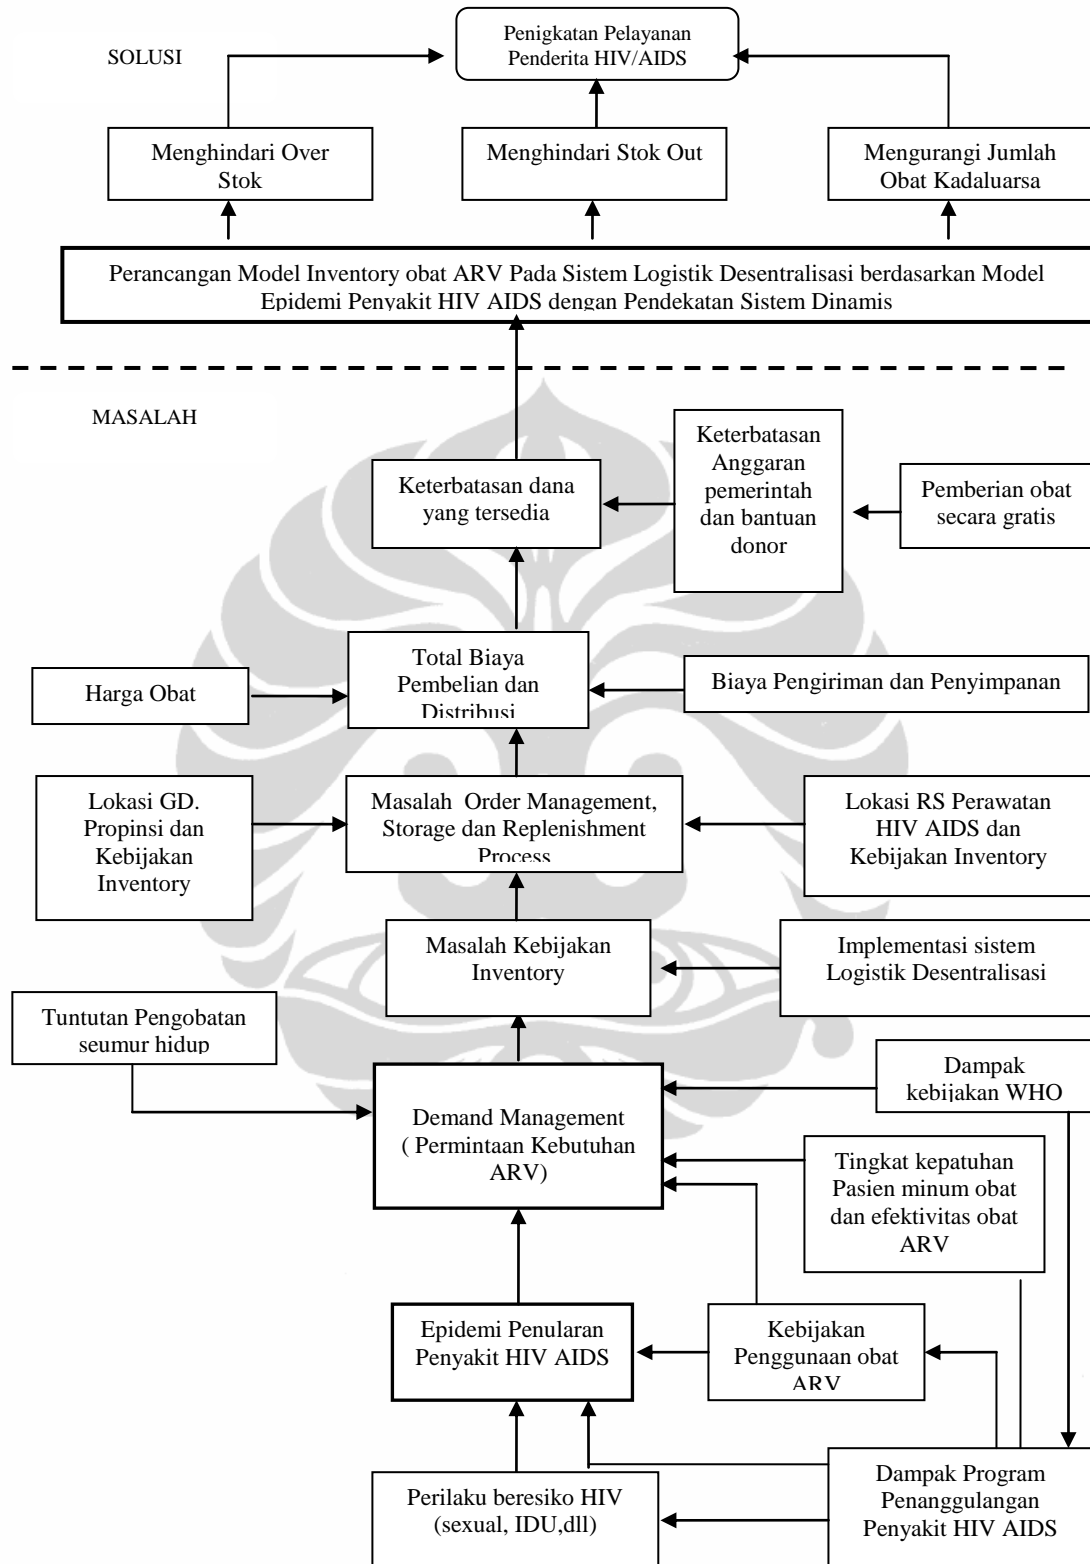 SOLUSI
Penigkatan Pelayanan
Penderita HIV/AIDS
Menghindari Over
Stok
Menghindari Stok Out
Mengurangi Jumlah
Obat Kadaluarsa
Perancangan Model Inventory obat ARV Pada Sistem Logistik Desentralisasi berdasarkan Model
Epidemi Penyakit HIV AIDS dengan Pendekatan Sistem Dinamis
MASALAH
Keterbatasan dana
yang tersedia
Keterbatasan
Anggaran
pemerintah
dan bantuan
donor
Pemberian obat
secara gratis
Harga Obat
Total Biaya
Pembelian dan
Distribusi
Biaya Pengiriman dan Penyimpanan
Lokasi GD.
Propinsi dan
Kebijakan
Inventory
Masalah Order Management,
Storage dan Replenishment
Process
Lokasi RS Perawatan
HIV AIDS dan
Kebijakan Inventory
Masalah Kebijakan
Inventory
Implementasi sistem
Logistik Desentralisasi
Tuntutan Pengobatan
seumur hidup
Demand Management
( Permintaan Kebutuhan
ARV)
Dampak
kebijakan WHO
Tingkat kepatuhan
Pasien minum obat
dan efektivitas obat
ARV
Epidemi Penularan
Penyakit HIV AIDS
Kebijakan
Penggunaan obat
ARV
Perilaku beresiko HIV
(sexual, IDU,dll)
Dampak Program
Penanggulangan
Penyakit HIV AIDS